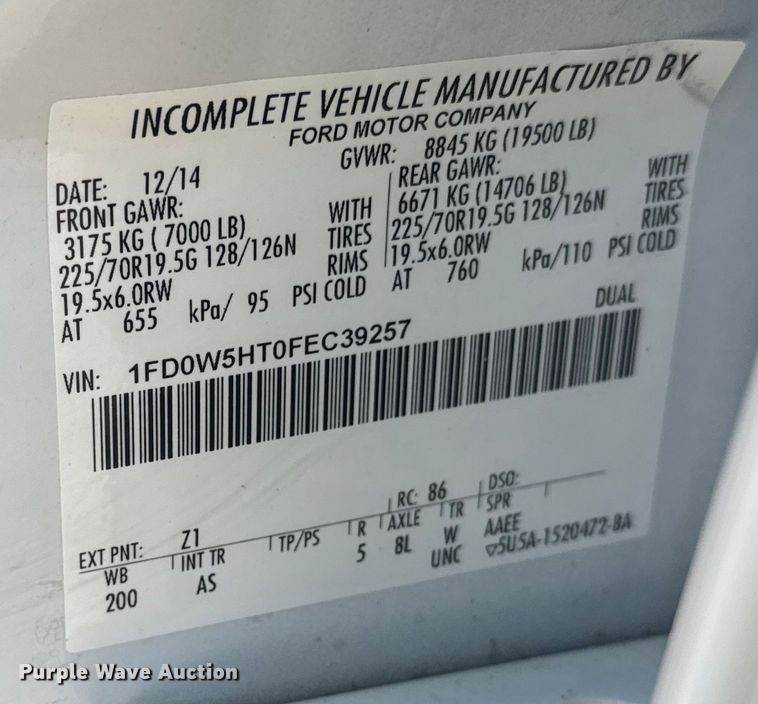 INCOMPLETE VEHICLE MANUFACTURED BY
FORD MOTOR COMPANY
DATE: 12/14 GVWR: 8845 KG (19500 LB)
FRONT GAWR: REAR GAWR:
3175 KG ( 7000 LB) WITH 6671 KG (14706 LB) WITH
225/70R19.5G 128/126N TIRES 225/70R19.5G 128/126N TIRES
19.5x6.0RW RIMS 19.5x6.0RW RIMS
AT 655 kPa/ 95 PSI COLD AT 760 kPa/110 PSI COLD
DUAL
VIN: 1FD0W5HT0FEC39257
EXT PNT: Z1 RC: 86 DSO:
WB INT TR TP/PS R AXLE TR SPR
200 AS 5 8L W AAEE
UNC ▽5U5A-1520472-BA
Purple Wave Auction